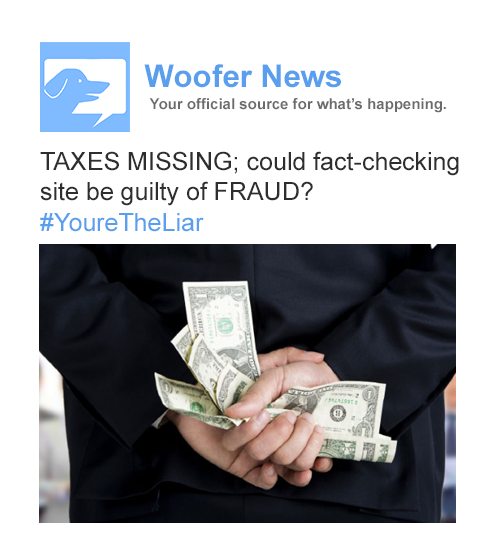 Woofer News
Your official source for what's happening.
TAXES MISSING; could fact-checking
site be guilty of FRAUD?
#YoureTheLiar